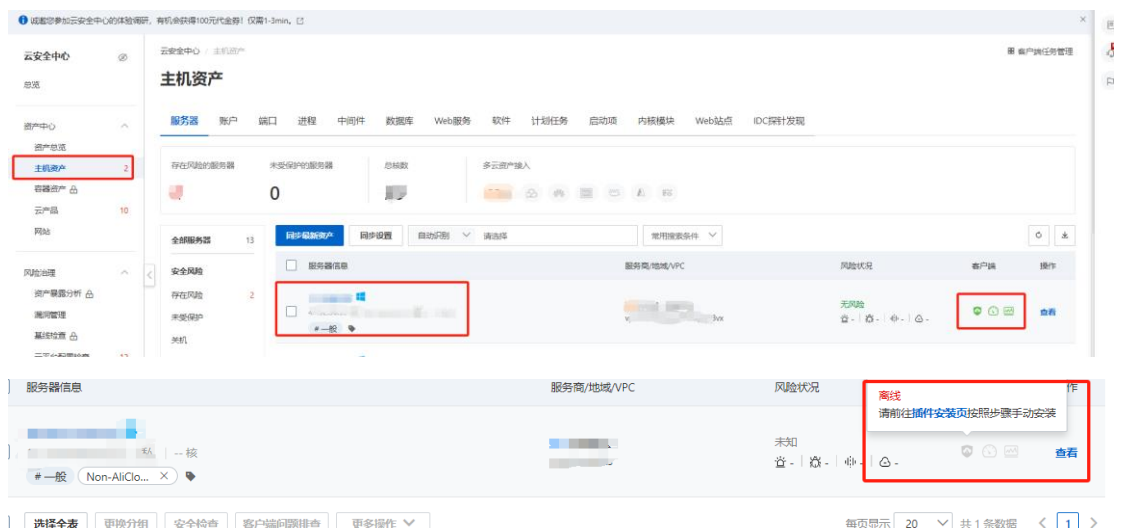 诚邀您参加云安全中心的体验调研，有机会获得100元代金券！仅需1-3min。
云安全中心
总览
资产中心
资产总览
主机资产 2
容器资产
云产品 10
网站
风险治理
资产暴露分析
漏洞管理
基线检查
云平台配置检查
云安全中心 / 主机资产
客户端任务管理
主机资产
服务器 账户 端口 进程 中间件 数据库 Web服务 软件 计划任务 启动项 内核模块 Web站点 IDC探针发现
存在风险的服务器 未受保护的服务器 总核数 多云资产接入
0
全部服务器 13
安全风险
存在风险 2
未受保护
关机
同步最新资产 同步设置 自动识别 请选择 常用搜索条件
服务器信息 服务商/地域/VPC 风险状况 客户端 操作
无风险
- - - -
# 一般
查看
服务器信息 服务商/地域/VPC 风险状况 作
离线
请前往插件安装页按照步骤手动安装
私 -- 核
未知
- - - -
查看
# 一般 Non-AliClo... ×
选择全表 更换分组 安全检查 客户端问题排查 更多操作
每页显示 20 共 1 条数据 1